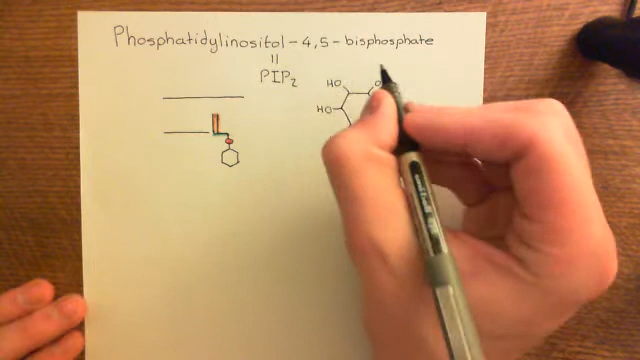 Phosphatidylinositol - 4,5 - bisphosphate
=
PIP2
HO
O
HO